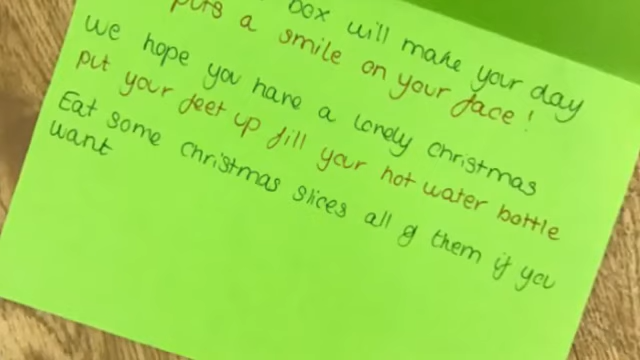 box will make your day
puts a smile on your face!
we hope you have a lovely christmas
put your feet up fill your hot water bottle
Eat some christmas slices all of them if you
want